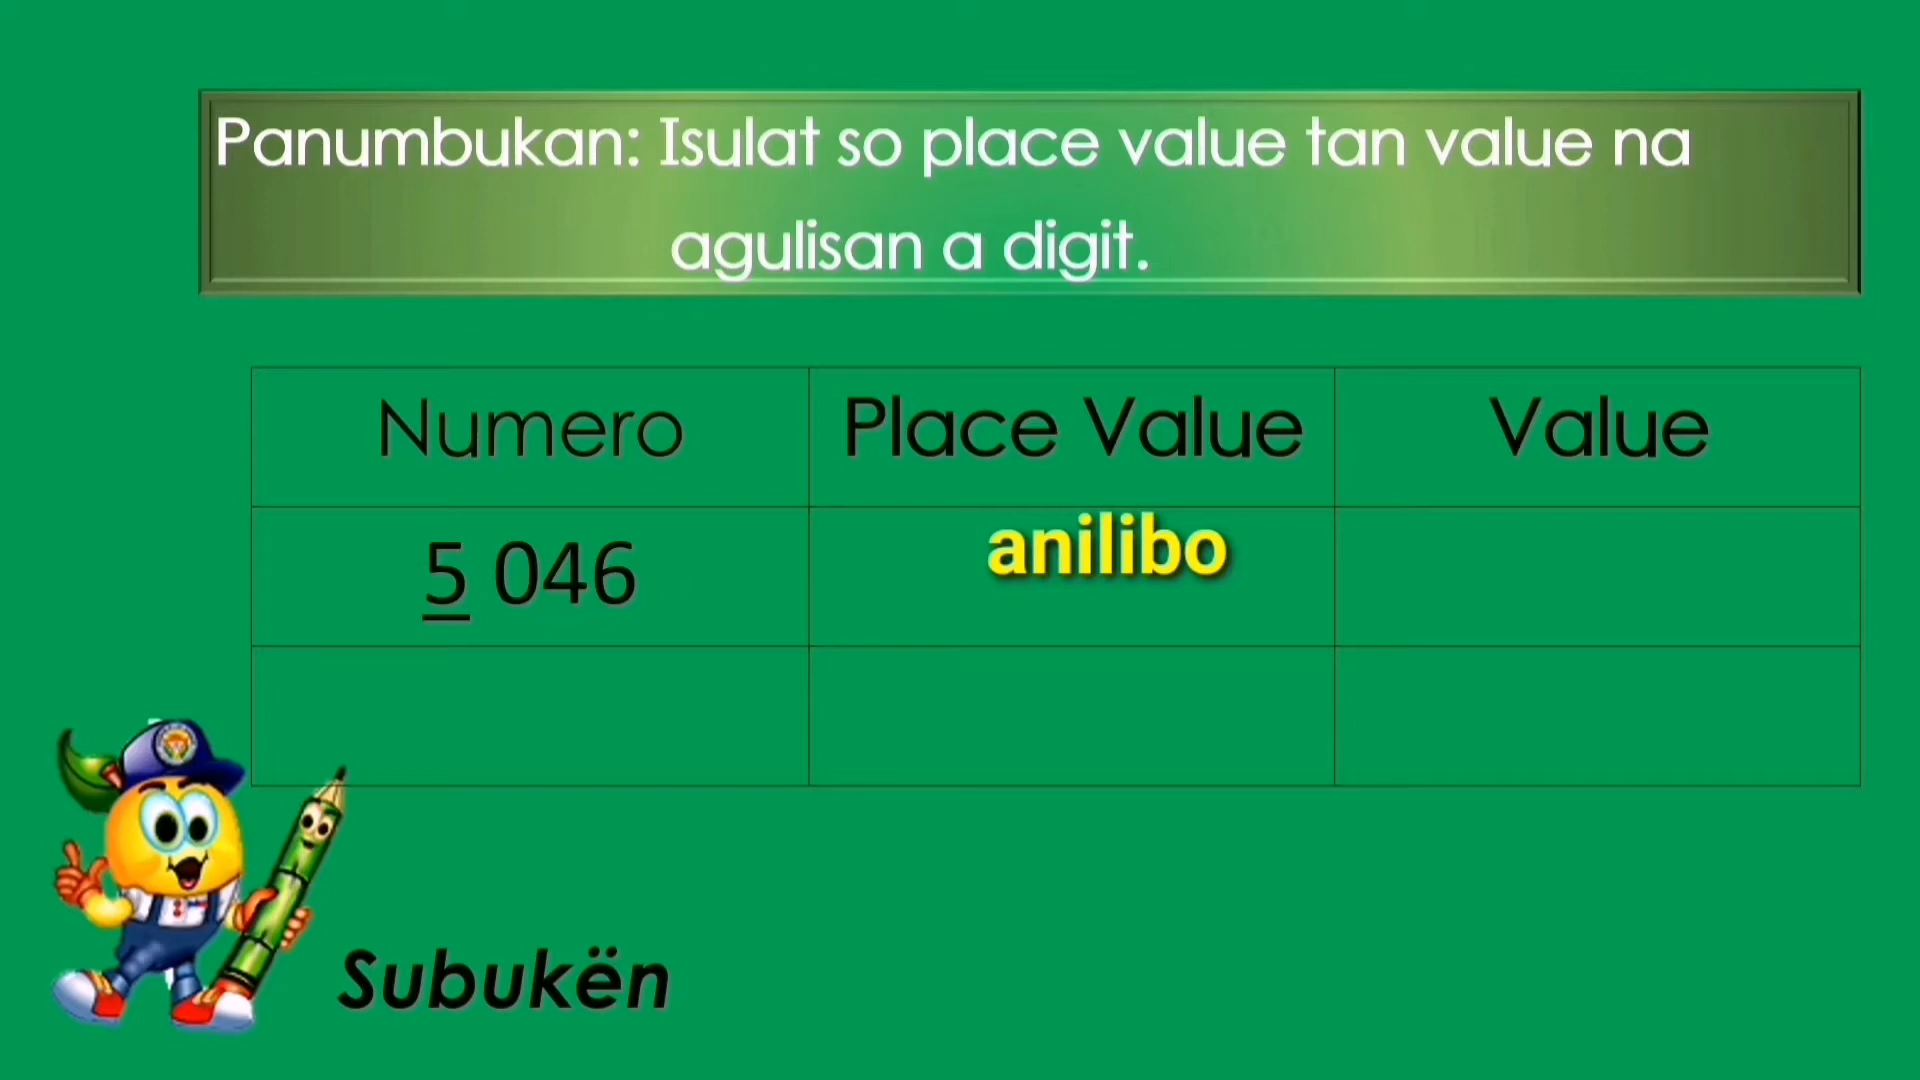 Panumbukan: Isulat so place value tan value na
agulisan a digit.
Numero Place Value Value
5 046 anilibo
Subukën